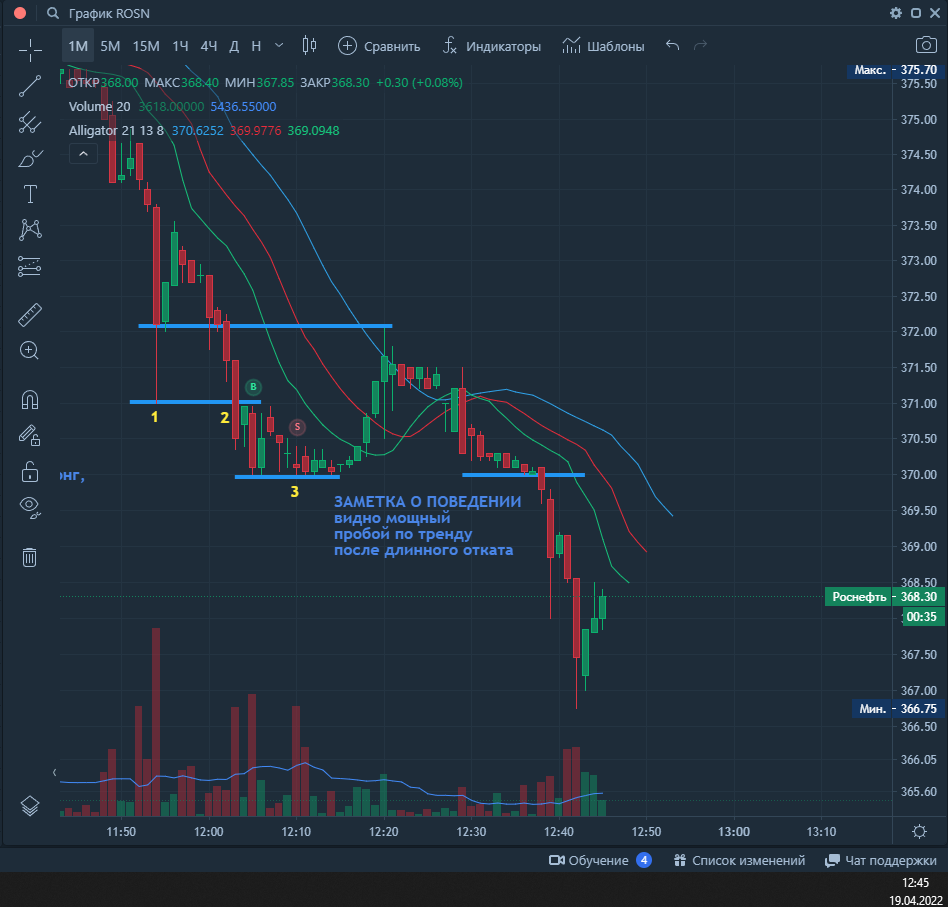 График ROSN
1М 5М 15М 1Ч 4Ч Д Н Сравнить Индикаторы Шаблоны
ОТКР368.00 МАКС368.40 МИН367.85 ЗАКР368.30 +0.30 (+0.08%)
Volume 20 3618.00000 5436.55000
Alligator 21 13 8 370.6252 369.9776 369.0948
Макс. 375.70
375.50
375.00
374.50
374.00
373.50
373.00
372.50
372.00
371.50
371.00
370.50
370.00
369.50
369.00
368.50
Роснефть 368.30
00:35
367.50
367.00
Мин. 366.75
366.50
366.05
365.60
B
S
1
2
3
онг,
ЗАМЕТКА О ПОВЕДЕНИИ
видно мощный
пробой по тренду
после длинного отката
11:50 12:00 12:10 12:20 12:30 12:40 12:50 13:00 13:10
Обучение 4 Список изменений Чат поддержки
12:45
19.04.2022